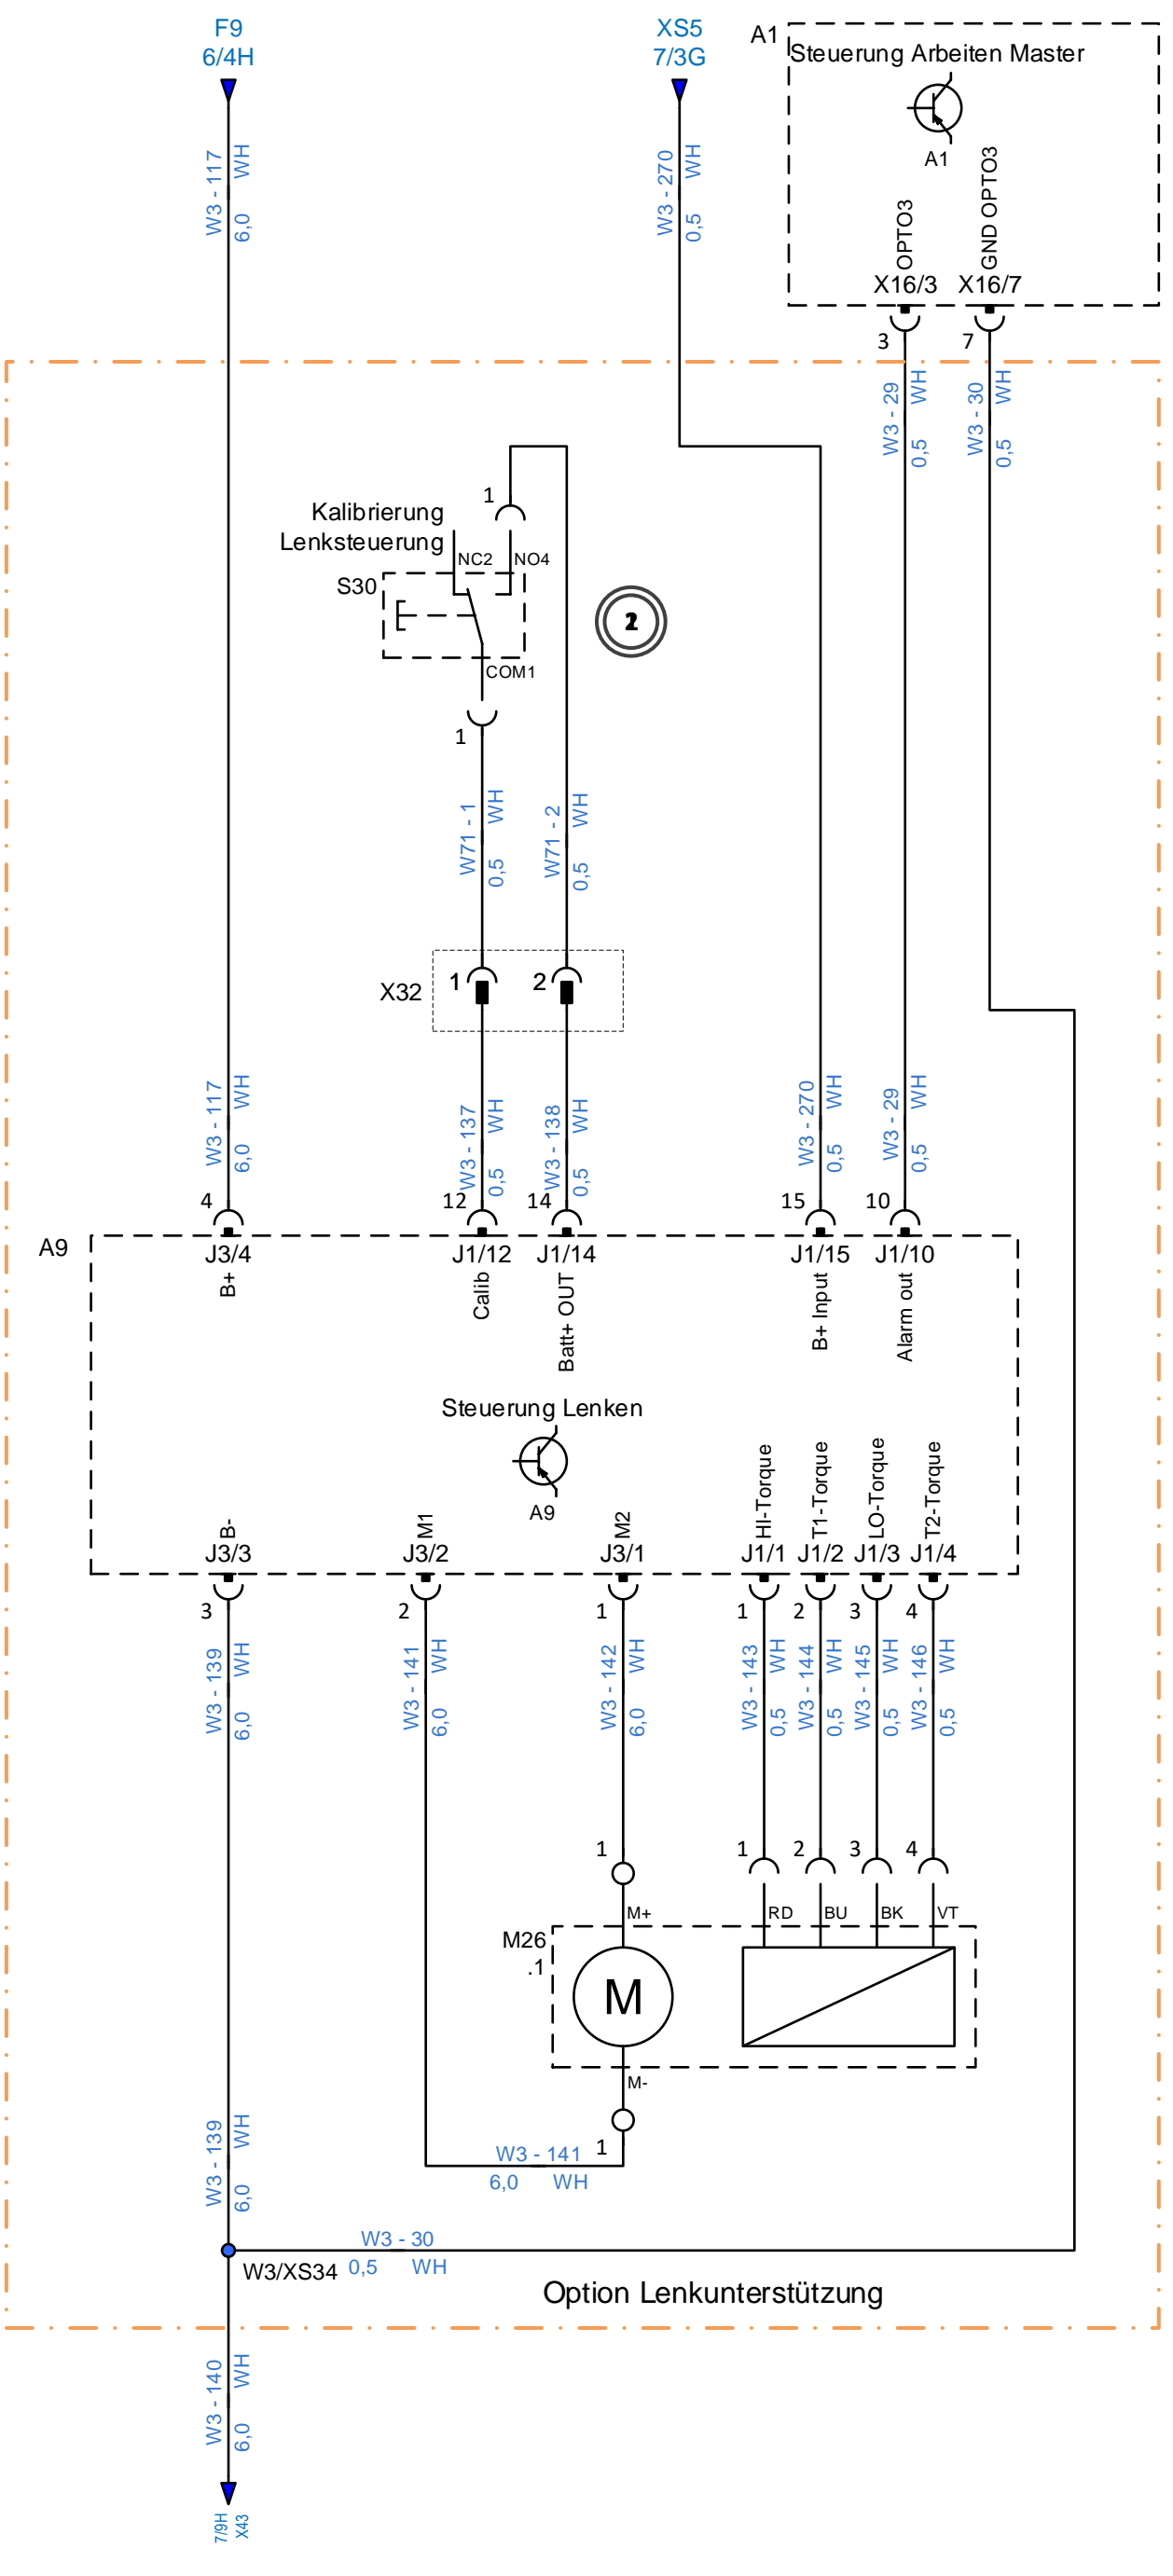 F9
6/4H
XS5
7/3G
A1
Steuerung Arbeiten Master
A1
W3 - 117 WH
6,0
W3 - 270 WH
0,5
OPTO3
GND OPTO3
X16/3 X16/7
3 7
W3 - 29 WH
0,5
W3 - 30 WH
0,5
1
Kalibrierung
Lenksteuerung
NC2 NO4
S30
COM1
1
W71 - 1 WH
0,5
W71 - 2 WH
0,5
X32
1 2
W3 - 117 WH
6,0
W3 - 137 WH
0,5
W3 - 138 WH
0,5
W3 - 270 WH
0,5
W3 - 29 WH
0,5
4 12 14 15 10
A9
J3/4 J1/12 J1/14 J1/15 J1/10
B+
Calib
Batt+ OUT
B+ Input
Alarm out
Steuerung Lenken
A9
B-
M1
M2
HI-Torque
T1-Torque
LO-Torque
T2-Torque
J3/3 J3/2 J3/1 J1/1 J1/2 J1/3 J1/4
3 2 1 1 2 3 4
W3 - 139 WH
6,0
W3 - 141 WH
6,0
W3 - 142 WH
6,0
W3 - 143 WH
0,5
W3 - 144 WH
0,5
W3 - 145 WH
0,5
W3 - 146 WH
0,5
1 1 2 3 4
M+ RD BU BK VT
M26
.1
M
M-
1
W3 - 141
6,0 WH
W3 - 139 WH
6,0
W3 - 30
0,5 WH
W3/XS34
Option Lenkunterstützung
W3 - 140 WH
6,0
7/9H
X43